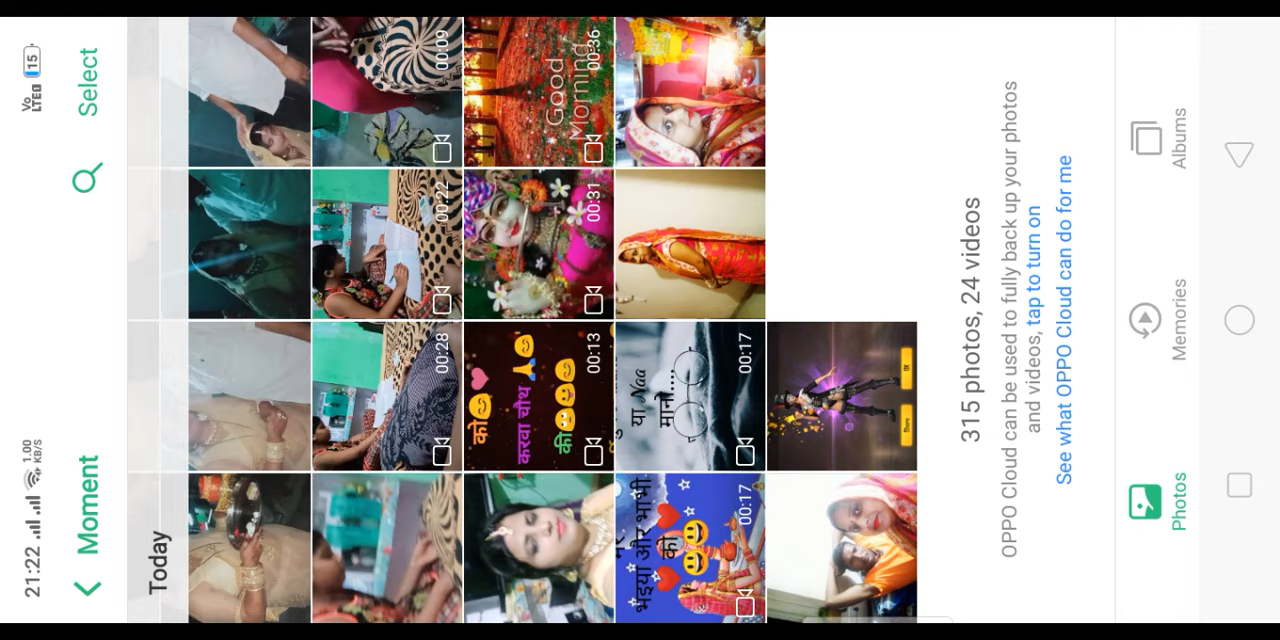 21:22
1.00
KB/S
Vo
LTE
15
Moment
Select
Today
00:28
00:22
00:09
को
करवा चौथ
की
00:13
00:31
Good
Morning
00:36
भईया और भाभी
की
00:17
या Naa
मानो....
00:17
315 photos, 24 videos
OPPO Cloud can be used to fully back up your photos
and videos, tap to turn on
See what OPPO Cloud can do for me
Photos
Memories
Albums